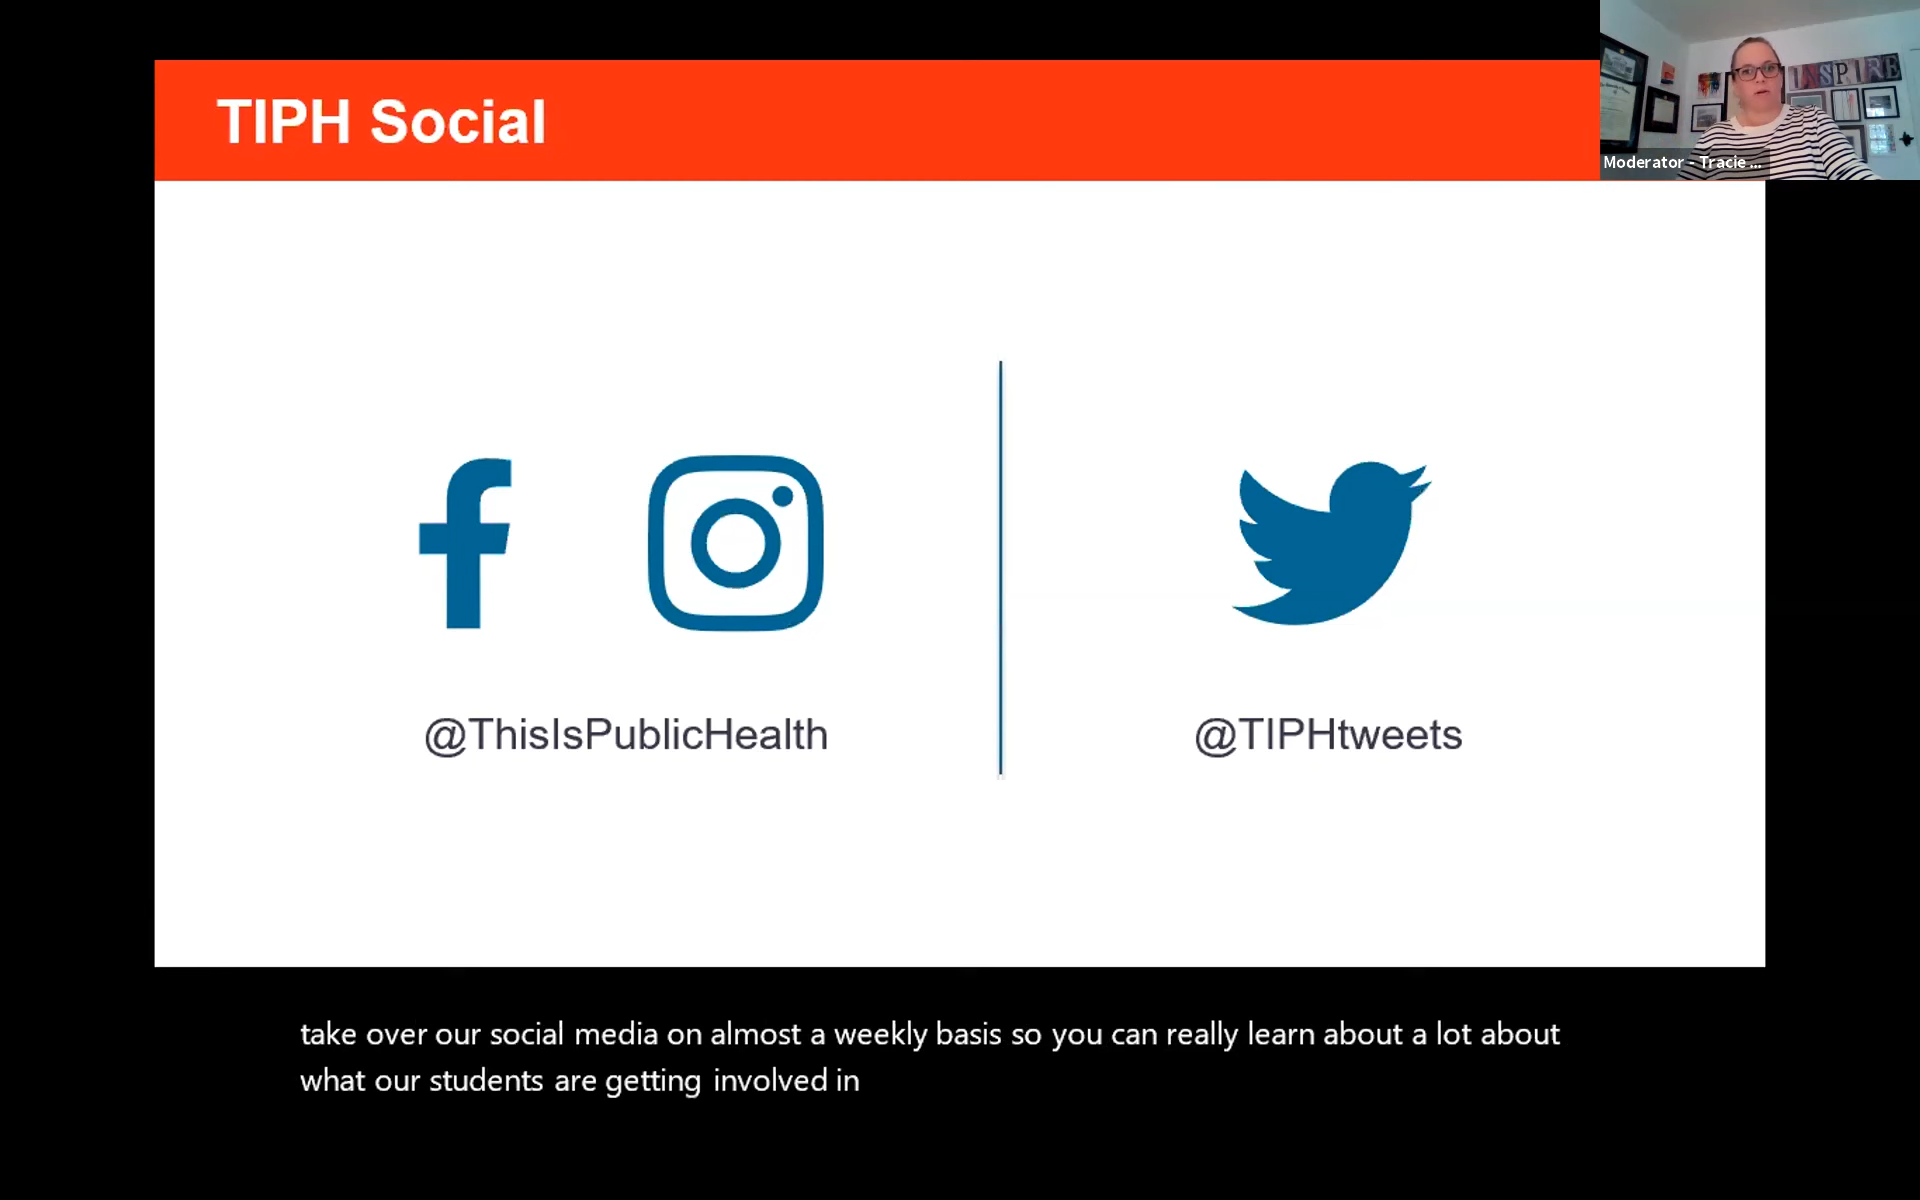 TIPH Social
INSPIRE
Moderator - Tracie ...
@ThisIsPublicHealth
@TIPHtweets
take over our social media on almost a weekly basis so you can really learn about a lot about
what our students are getting involved in